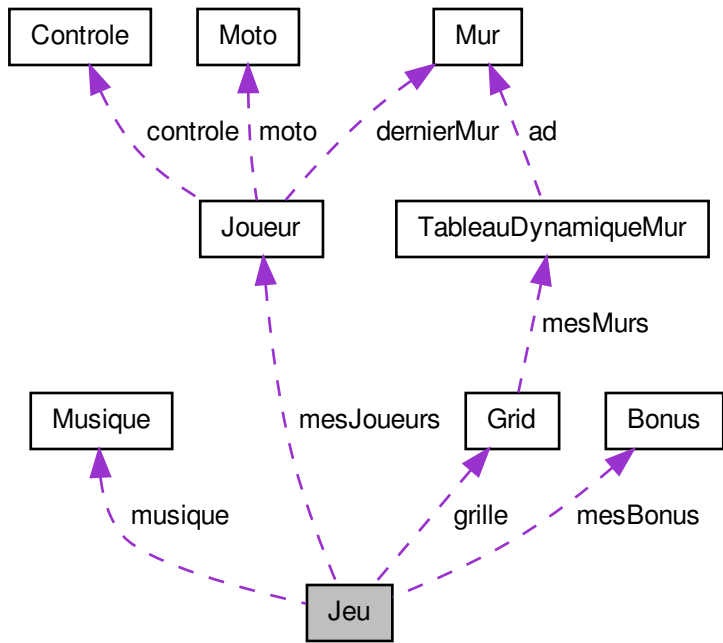 Controle
Moto
Mur
controle
moto
dernierMur
ad
Joueur
TableauDynamiqueMur
mesMurs
Musique
mesJoueurs
Grid
Bonus
musique
grille
mesBonus
Jeu